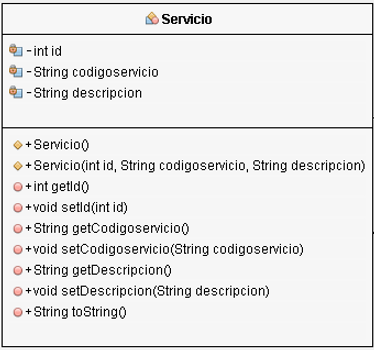 Servicio
- int id
- String codigoservicio
- String descripcion
+ Servicio()
+ Servicio(int id, String codigoservicio, String descripcion)
+ int getId()
+ void setId(int id)
+ String getCodigoservicio()
+ void setCodigoservicio(String codigoservicio)
+ String getDescripcion()
+ void setDescripcion(String descripcion)
+ String toString()